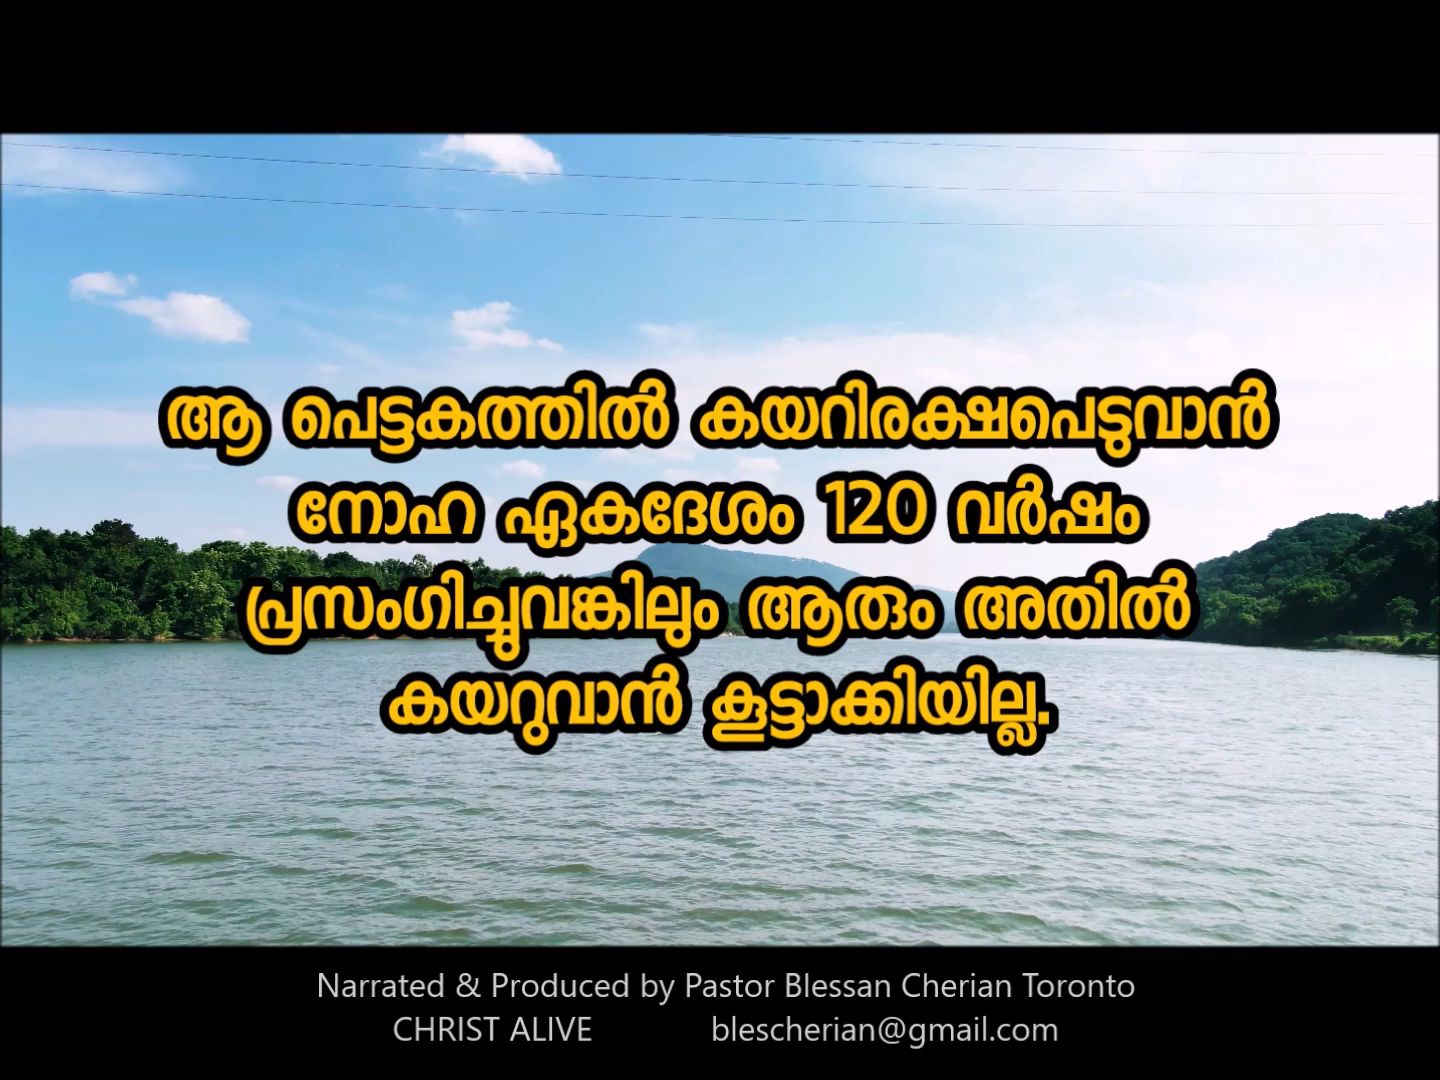 ആ പെട്ടകത്തിൽ കയറിരക്ഷപെടുവാൻ
നോഹ ഏകദേശം 120 വർഷം
പ്രസംഗിച്ചുവങ്കിലും ആരും അതിൽ
കയറുവാൻ കൂട്ടാക്കിയില്ല.
Narrated & Produced by Pastor Blessan Cherian Toronto
CHRIST ALIVE blescherian@gmail.com